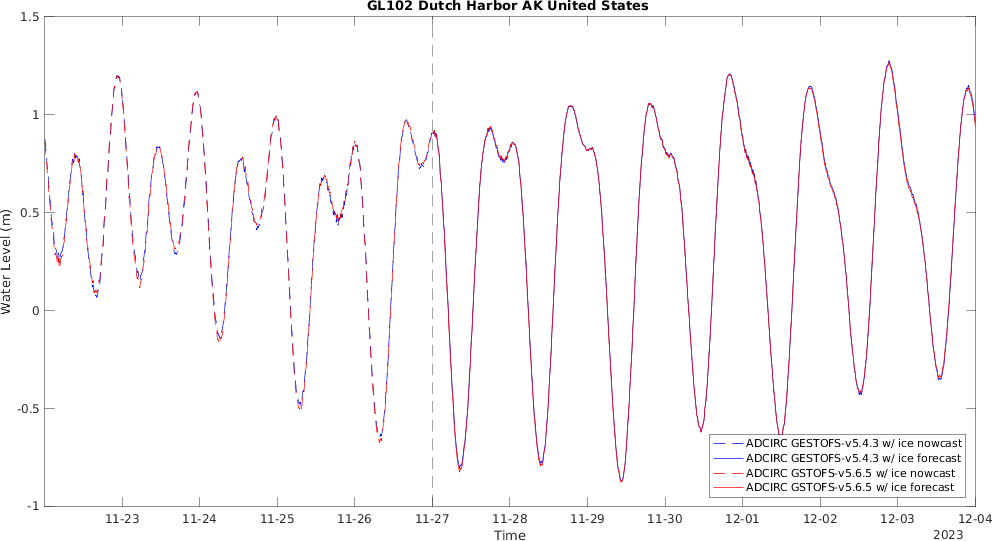 GL102 Dutch Harbor AK United States
1.5
1
0.5
0
-0.5
-1
Water Level (m)
ADCIRC GESTOFS-v5.4.3 w/ ice nowcast
ADCIRC GESTOFS-v5.4.3 w/ ice forecast
ADCIRC GSTOFS-v5.6.5 w/ ice nowcast
ADCIRC GSTOFS-v5.6.5 w/ ice forecast
11-23 11-24 11-25 11-26 11-27 11-28 11-29 11-30 12-01 12-02 12-03 12-04
Time
2023